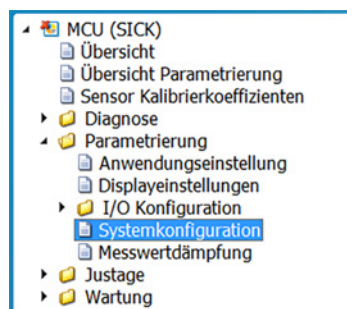 MCU (SICK)
Übersicht
Übersicht Parametrierung
Sensor Kalibrierkoeffizienten
Diagnose
Parametrierung
Anwendungseinstellung
Displayeinstellungen
I/O Konfiguration
Systemkonfiguration
Messwertdämpfung
Justage
Wartung